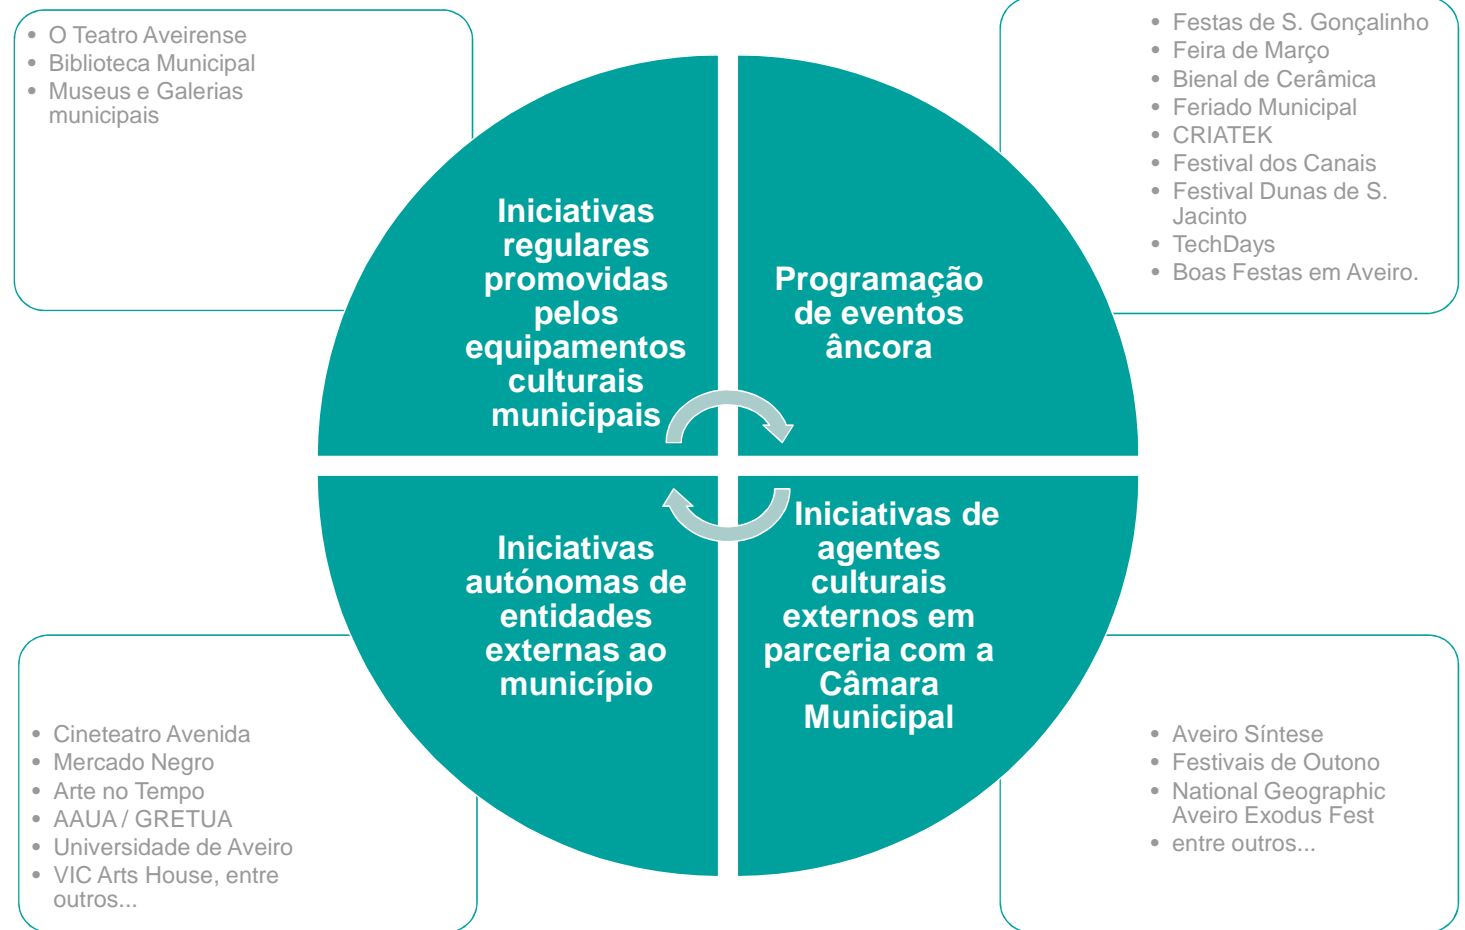 • O Teatro Aveirense
• Biblioteca Municipal
• Museus e Galerias
municipais
• Festas de S. Gonçalinho
• Feira de Março
• Bienal de Cerâmica
• Feriado Municipal
• CRIATEK
• Festival dos Canais
• Festival Dunas de S.
Jacinto
• TechDays
• Boas Festas em Aveiro.
Iniciativas
regulares
promovidas
pelos
equipamentos
culturais
municipais
Programação
de eventos
âncora
Iniciativas
autónomas de
entidades
externas ao
município
Iniciativas de
agentes
culturais
externos em
parceria com a
Câmara
Municipal
• Cineteatro Avenida
• Mercado Negro
• Arte no Tempo
• AAUA / GRETUA
• Universidade de Aveiro
• VIC Arts House, entre
outros...
• Aveiro Síntese
• Festivais de Outono
• National Geographic
Aveiro Exodus Fest
• entre outros...